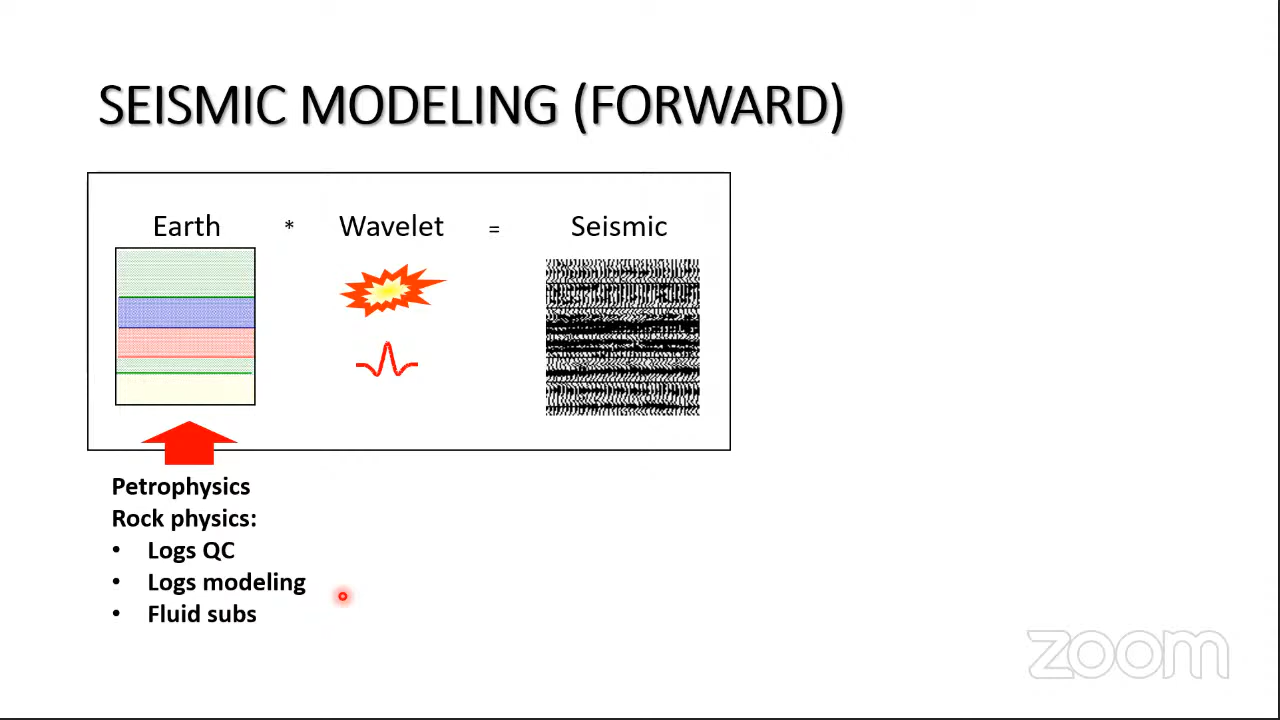 SEISMIC MODELING (FORWARD)
Earth * Wavelet = Seismic
Petrophysics
Rock physics:
• Logs QC
• Logs modeling
• Fluid subs
zoom